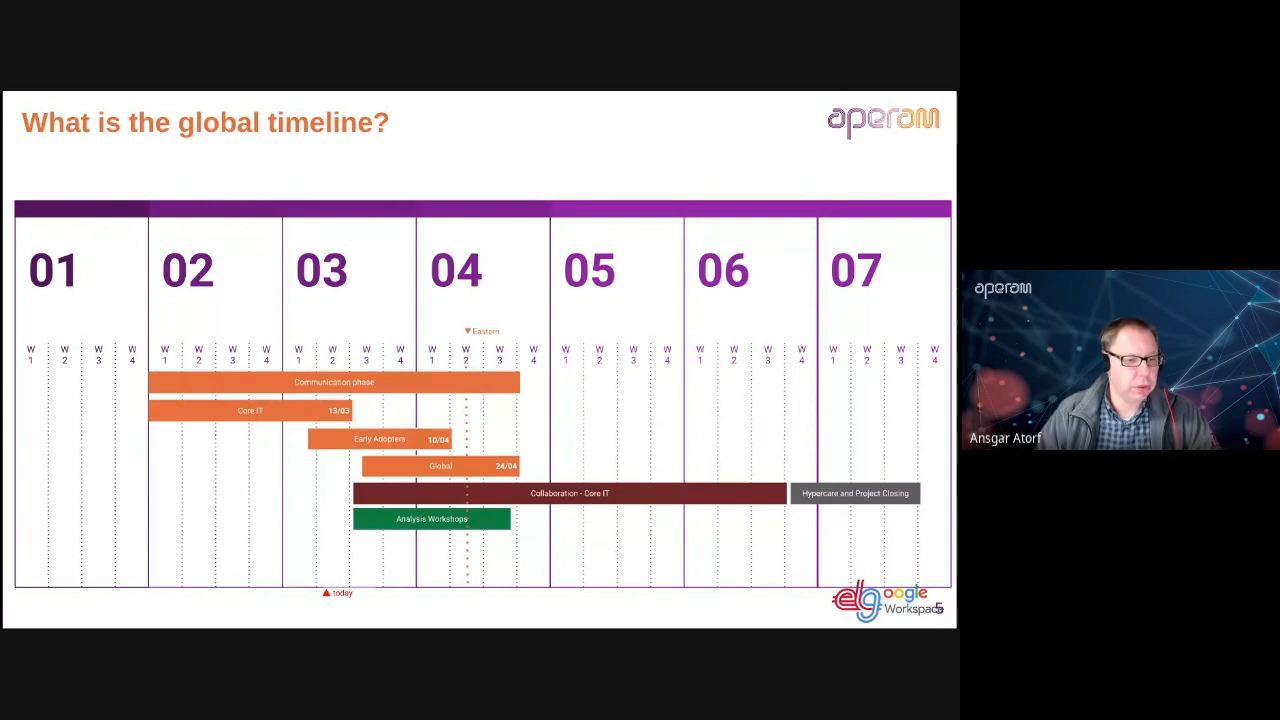 What is the global timeline?
aperam
01 02 03 04 05 06 07
▼ Eastern
W W W W W W W W W W W W W W W W W W W W W W W W W W W W
1 2 3 4 1 2 3 4 1 2 3 4 1 2 3 4 1 2 3 4 1 2 3 4 1 2 3 4
Communication phase
Core IT 13/03
Early Adopters 10/04
Global 24/04
Collaboration - Core IT
Hypercare and Project Closing
Analysis Workshops
▲ today
oogle
Workspace
5
aperam
Ansgar Atorf